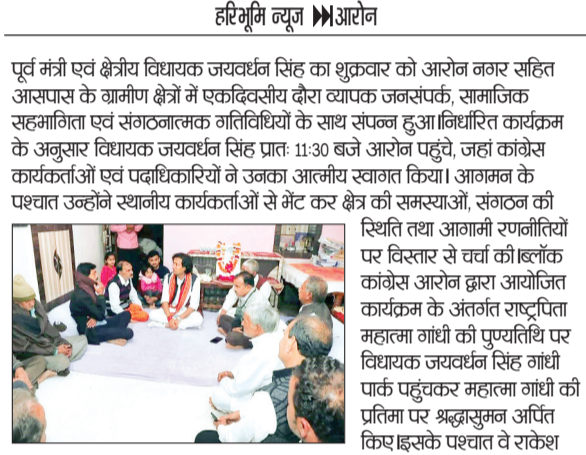 हरिभूमि न्यूज ▶▶ आरोन
पूर्व मंत्री एवं क्षेत्रीय विधायक जयवर्धन सिंह का शुक्रवार को आरोन नगर सहित
आसपास के ग्रामीण क्षेत्रों में एकदिवसीय दौरा व्यापक जनसंपर्क, सामाजिक
सहभागिता एवं संगठनात्मक गतिविधियों के साथ संपन्न हुआ।निर्धारित कार्यक्रम
के अनुसार विधायक जयवर्धन सिंह प्रातः 11:30 बजे आरोन पहुंचे, जहां कांग्रेस
कार्यकर्ताओं एवं पदाधिकारियों ने उनका आत्मीय स्वागत किया। आगमन के
पश्चात उन्होंने स्थानीय कार्यकर्ताओं से भेंट कर क्षेत्र की समस्याओं, संगठन की
स्थिति तथा आगामी रणनीतियों
पर विस्तार से चर्चा की।ब्लॉक
कांग्रेस आरोन द्वारा आयोजित
कार्यक्रम के अंतर्गत राष्ट्रपिता
महात्मा गांधी की पुण्यतिथि पर
विधायक जयवर्धन सिंह गांधी
पार्क पहुंचकर महात्मा गांधी की
प्रतिमा पर श्रद्धासुमन अर्पित
किए।इसके पश्चात वे राकेश